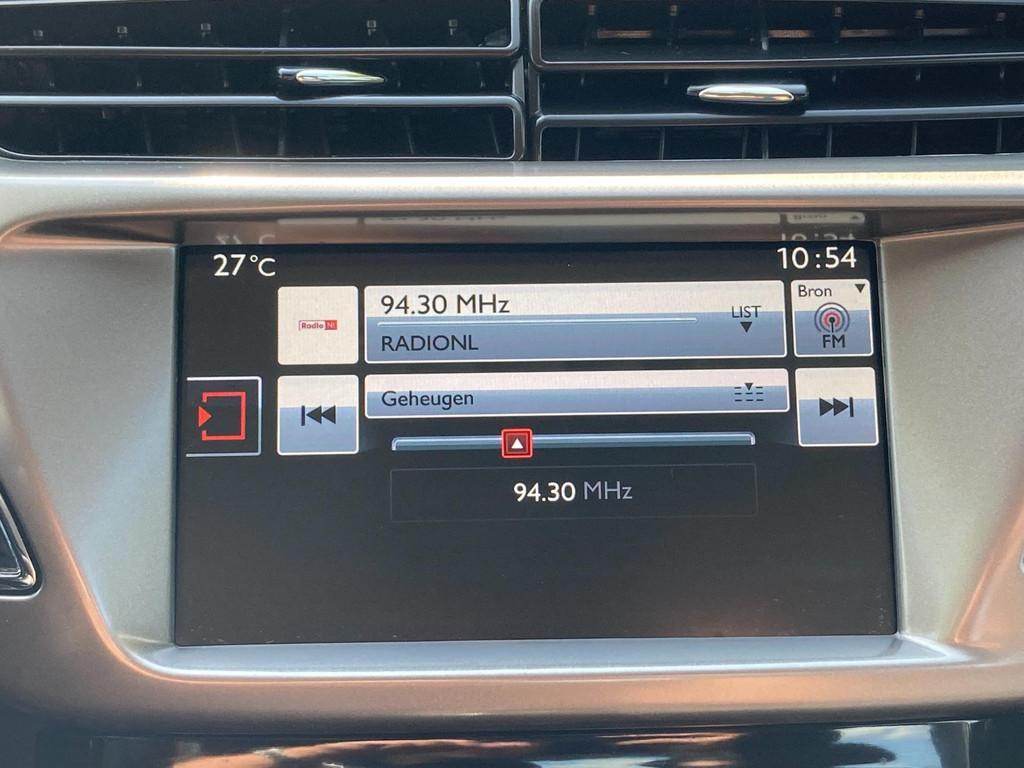 27°C
10:54
Radio NL
94.30 MHz
LIST
RADIONL
Bron
FM
Geheugen
94.30 MHz